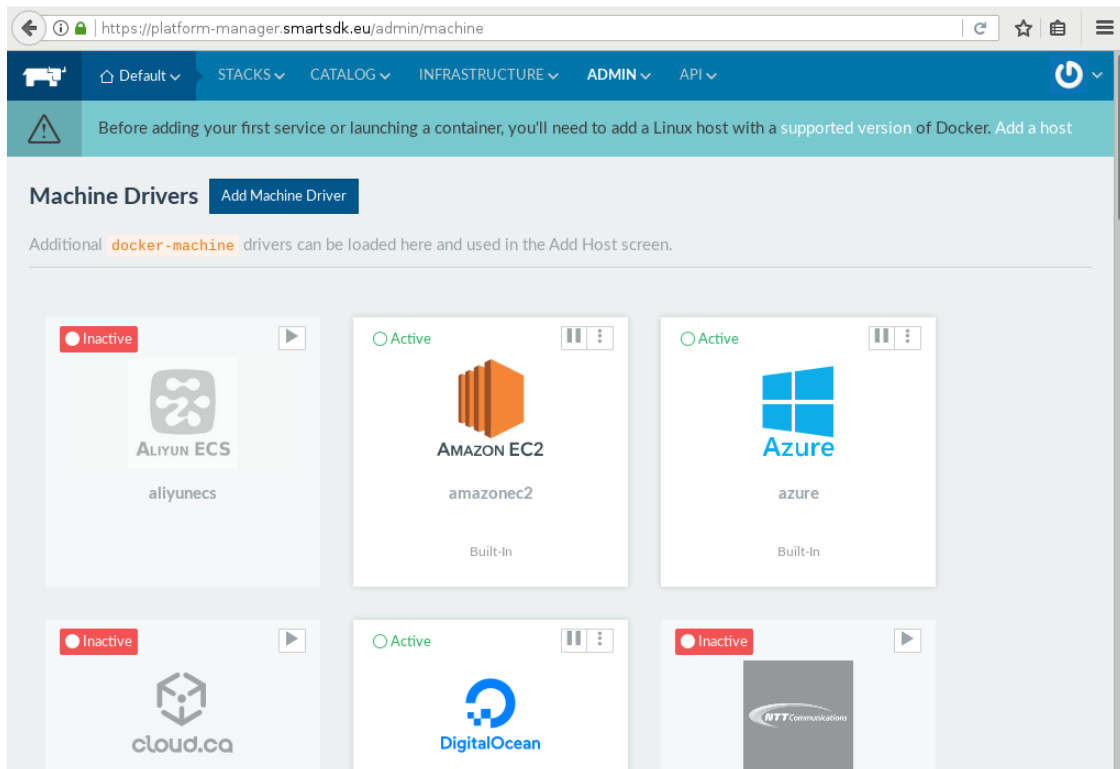 https://platform-manager.smartsdk.eu/admin/machine
Default STACKS CATALOG INFRASTRUCTURE ADMIN API
Before adding your first service or launching a container, you'll need to add a Linux host with a supported version of Docker. Add a host
Machine Drivers Add Machine Driver
Additional docker-machine drivers can be loaded here and used in the Add Host screen.
Inactive Active Active
ALIYUN ECS AMAZON EC2 Azure
aliyunecs amazonec2 azure
Built-In Built-In
Inactive Active Inactive
NTT Communications
cloud.ca DigitalOcean